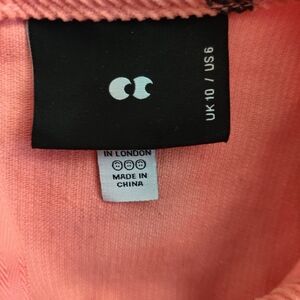 UK 10 / US 6
IN LONDON
MADE IN
CHINA